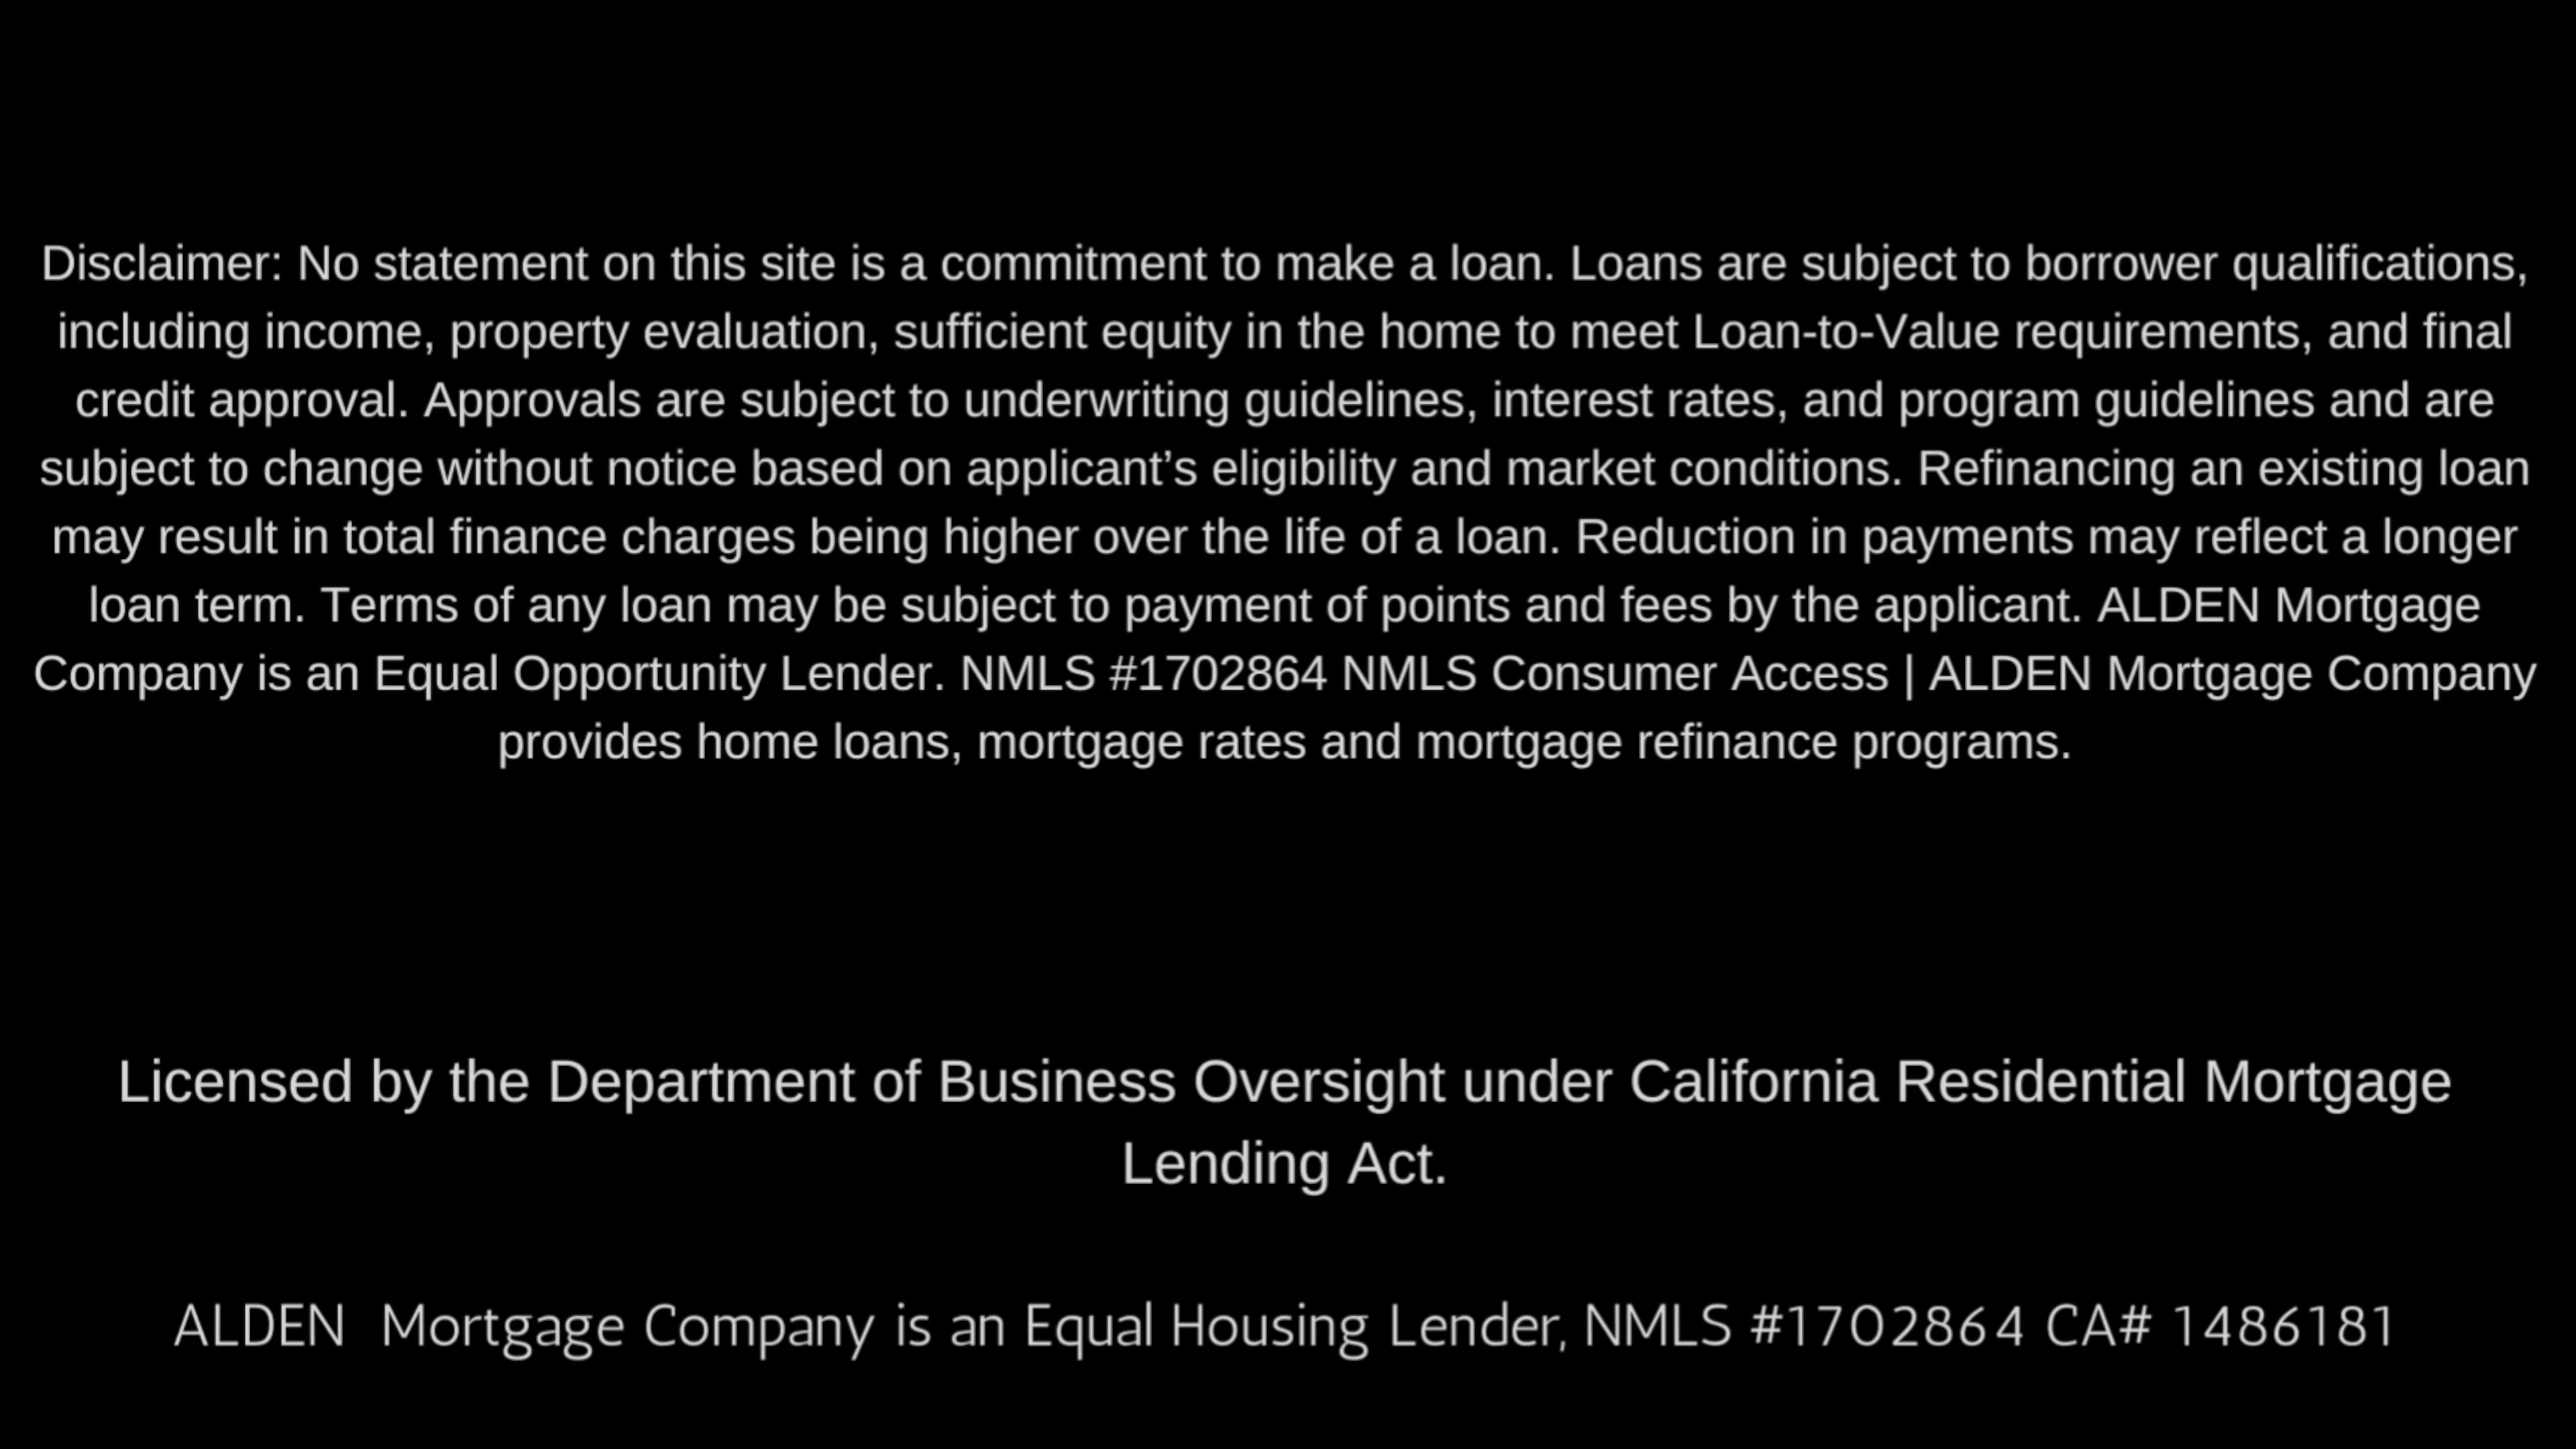 Disclaimer: No statement on this site is a commitment to make a loan. Loans are subject to borrower qualifications,
including income, property evaluation, sufficient equity in the home to meet Loan-to-Value requirements, and final
credit approval. Approvals are subject to underwriting guidelines, interest rates, and program guidelines and are
subject to change without notice based on applicant’s eligibility and market conditions. Refinancing an existing loan
may result in total finance charges being higher over the life of a loan. Reduction in payments may reflect a longer
loan term. Terms of any loan may be subject to payment of points and fees by the applicant. ALDEN Mortgage
Company is an Equal Opportunity Lender. NMLS #1702864 NMLS Consumer Access | ALDEN Mortgage Company
provides home loans, mortgage rates and mortgage refinance programs.
Licensed by the Department of Business Oversight under California Residential Mortgage
Lending Act.
ALDEN Mortgage Company is an Equal Housing Lender, NMLS #1702864 CA# 1486181